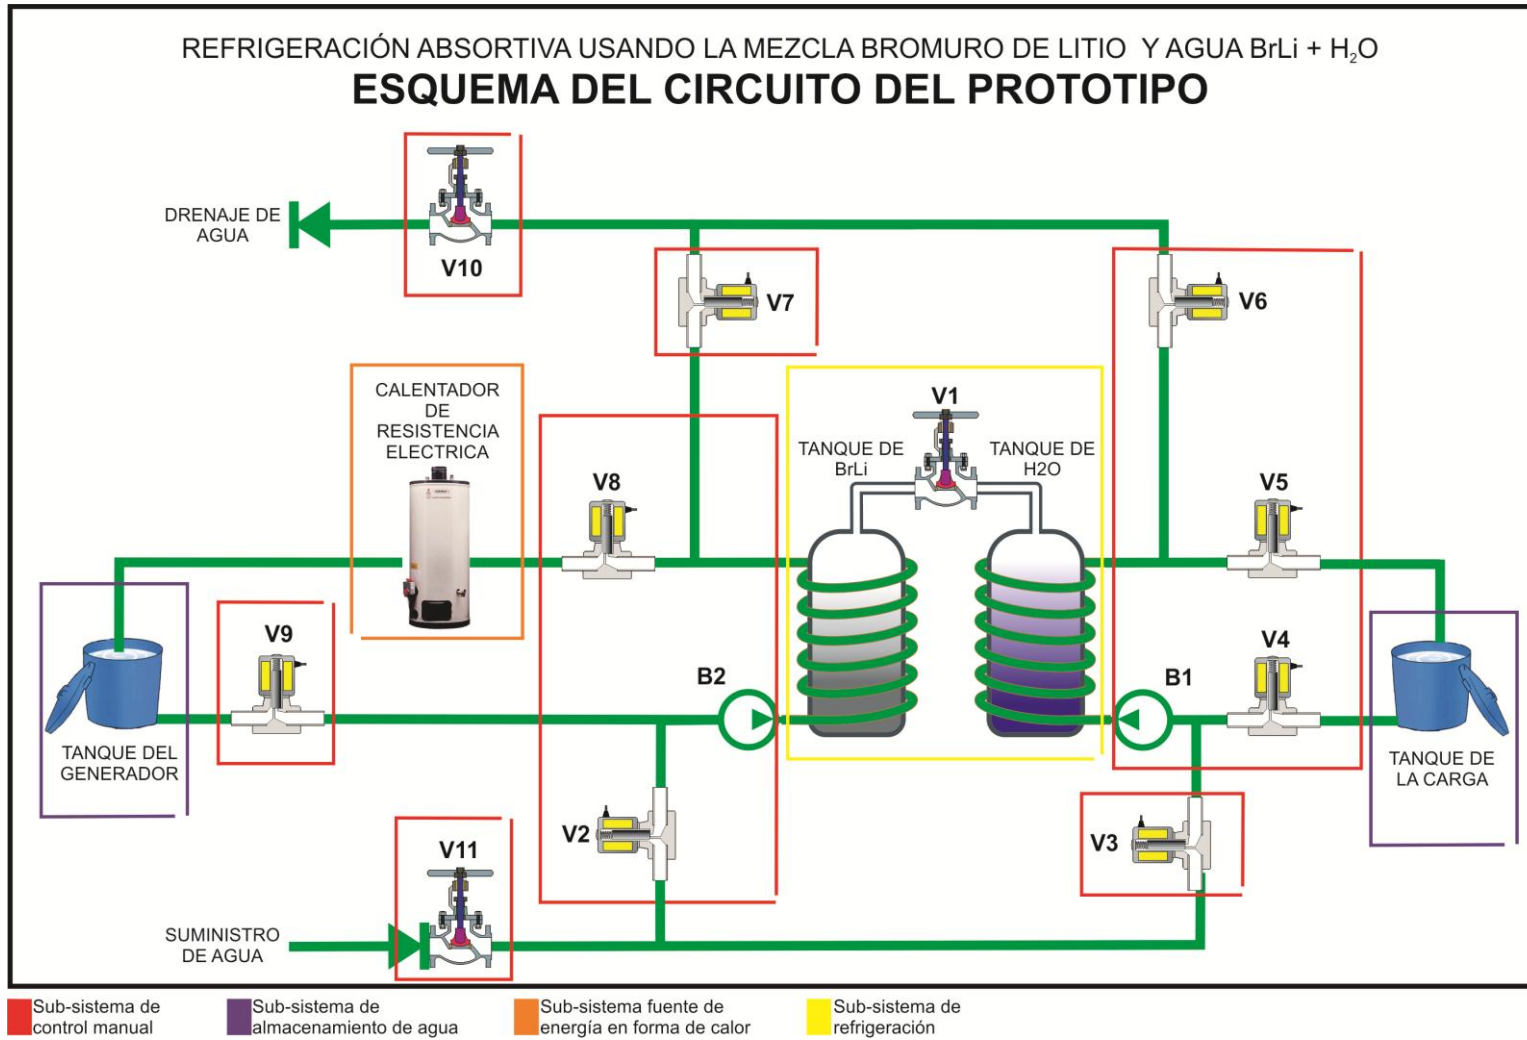 REFRIGERACIÓN ABSORTIVA USANDO LA MEZCLA BROMURO DE LITIO Y AGUA BrLi + H₂O
ESQUEMA DEL CIRCUITO DEL PROTOTIPO
DRENAJE DE
AGUA
V10
V7
V6
CALENTADOR
DE
RESISTENCIA
ELECTRICA
V1
TANQUE DE
BrLi
TANQUE DE
H2O
V8
V5
V9
V4
B2
B1
TANQUE DEL
GENERADOR
TANQUE DE
LA CARGA
V2
V3
V11
SUMINISTRO
DE AGUA
Sub-sistema de
control manual
Sub-sistema de
almacenamiento de agua
Sub-sistema fuente de
energía en forma de calor
Sub-sistema de
refrigeración